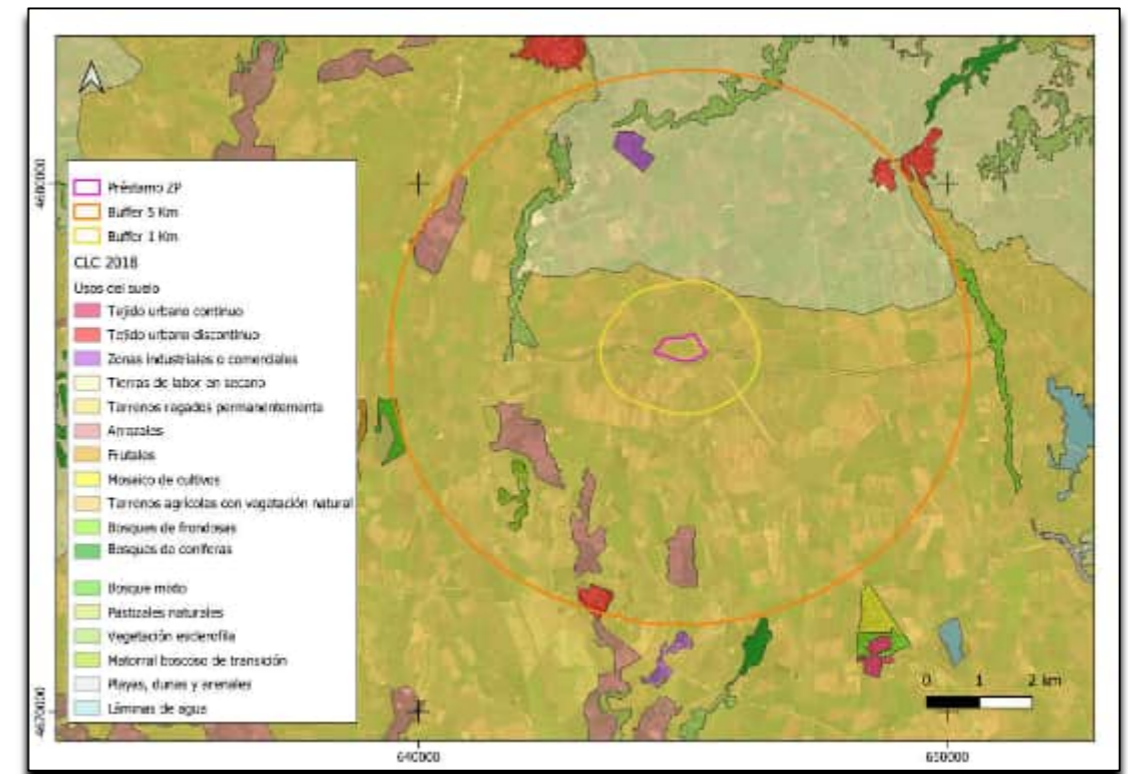 Préstamo ZP
Buffer 5 Km
Buffer 1 Km
CLC 2018
Usos del suelo
Tejido urbano continuo
Tejido urbano discontinuo
Zonas industriales o comerciales
Tierras de labor en secano
Terrenos regados permanentemente
Arrozales
Frutales
Mosaico de cultivos
Terrenos agrícolas con vegetación natural
Bosques de frondosas
Bosques de coníferas
Bosque mixto
Pastizales naturales
Vegetación esclerofila
Matorral boscoso de transición
Playas, dunas y arenales
Láminas de agua
4680000
4670000
640000
650000
0 1 2 km